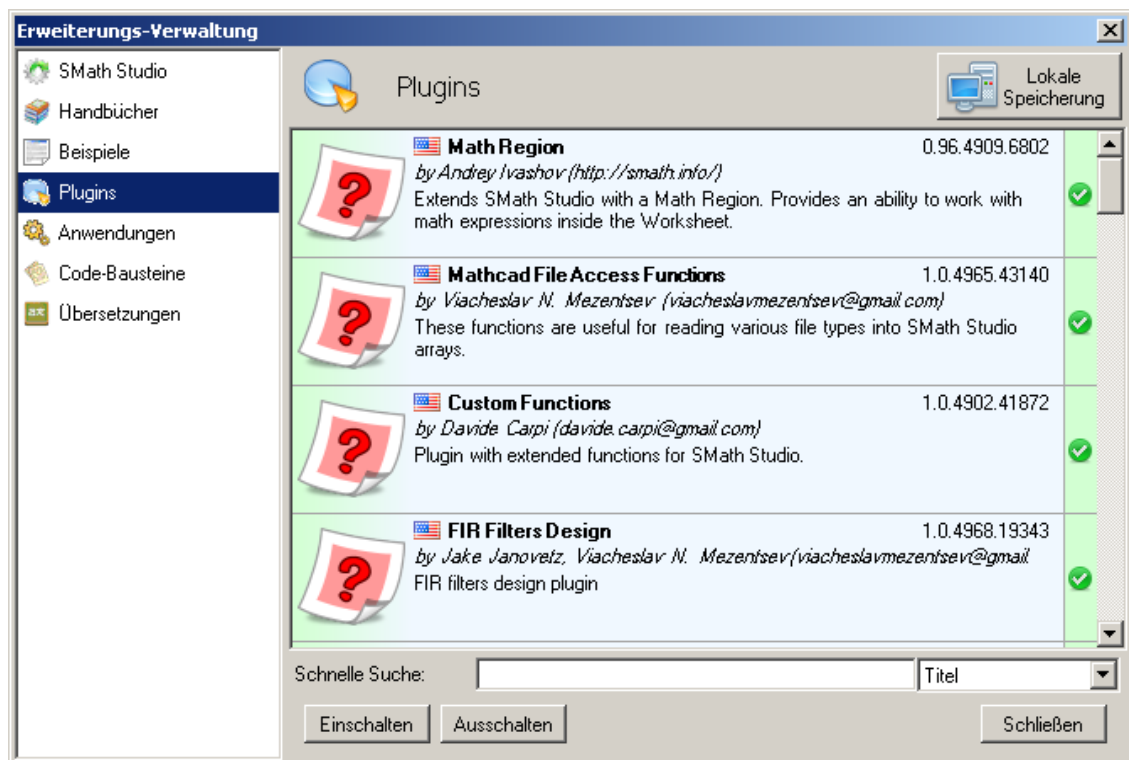 Erweiterungs-Verwaltung
SMath Studio
Handbücher
Beispiele
Plugins
Anwendungen
Code-Bausteine
Übersetzungen
Plugins
Lokale
Speicherung
Math Region 0.96.4909.6802
by Andrey Ivashov (http://smath.info/)
Extends SMath Studio with a Math Region. Provides an ability to work with
math expressions inside the Worksheet.
Mathcad File Access Functions 1.0.4965.43140
by Viacheslav N. Mezentsev (viacheslavmezentsev@gmail.com)
These functions are useful for reading various file types into SMath Studio
arrays.
Custom Functions 1.0.4902.41872
by Davide Carpi (davide.carpi@gmail.com)
Plugin with extended functions for SMath Studio.
FIR Filters Design 1.0.4968.19343
by Jake Janovetz, Viacheslav N. Mezentsev(viacheslavmezentsev@gmail.
FIR filters design plugin
Schnelle Suche: Titel
Einschalten Ausschalten Schließen